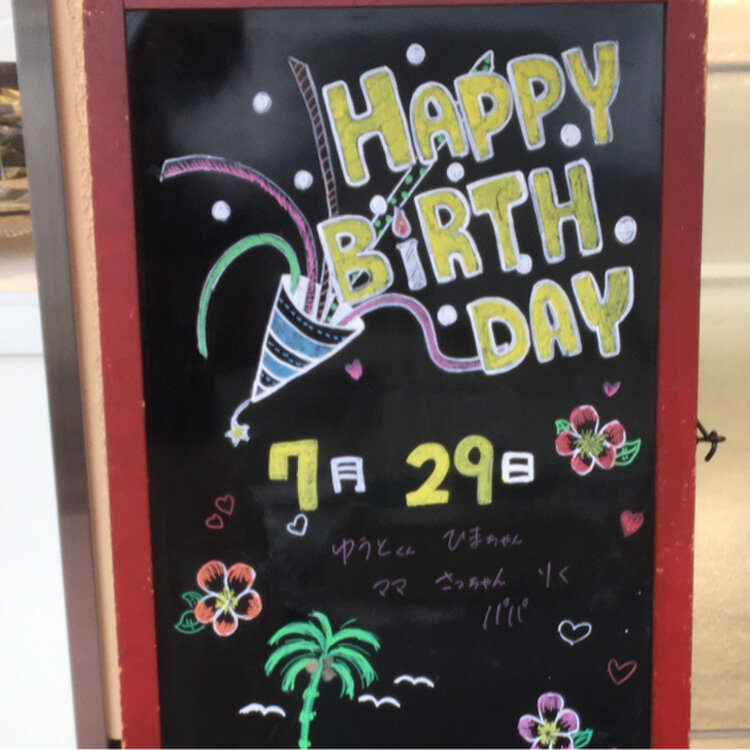 HAPPY
BiRTH
DAY
7月 29日
ゆうとくん ひまちゃん
ママ さっちゃん りく
パパ